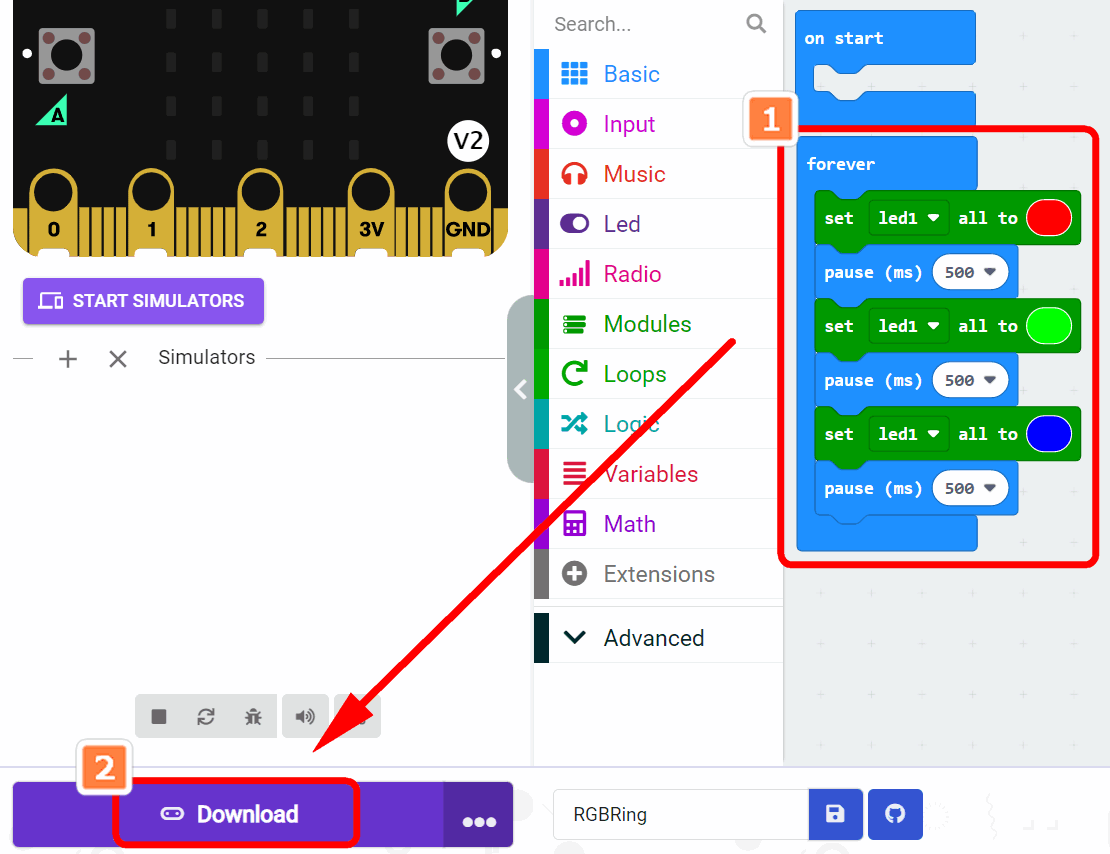 A
V2
0
1
2
3V
GND
START SIMULATORS
Simulators
Search...
Basic
Input
Music
Led
Radio
Modules
Loops
Logic
Variables
Math
Extensions
Advanced
1
on start
forever
set led1 all to
pause (ms) 500
set led1 all to
pause (ms) 500
set led1 all to
pause (ms) 500
2
Download
RGBRing